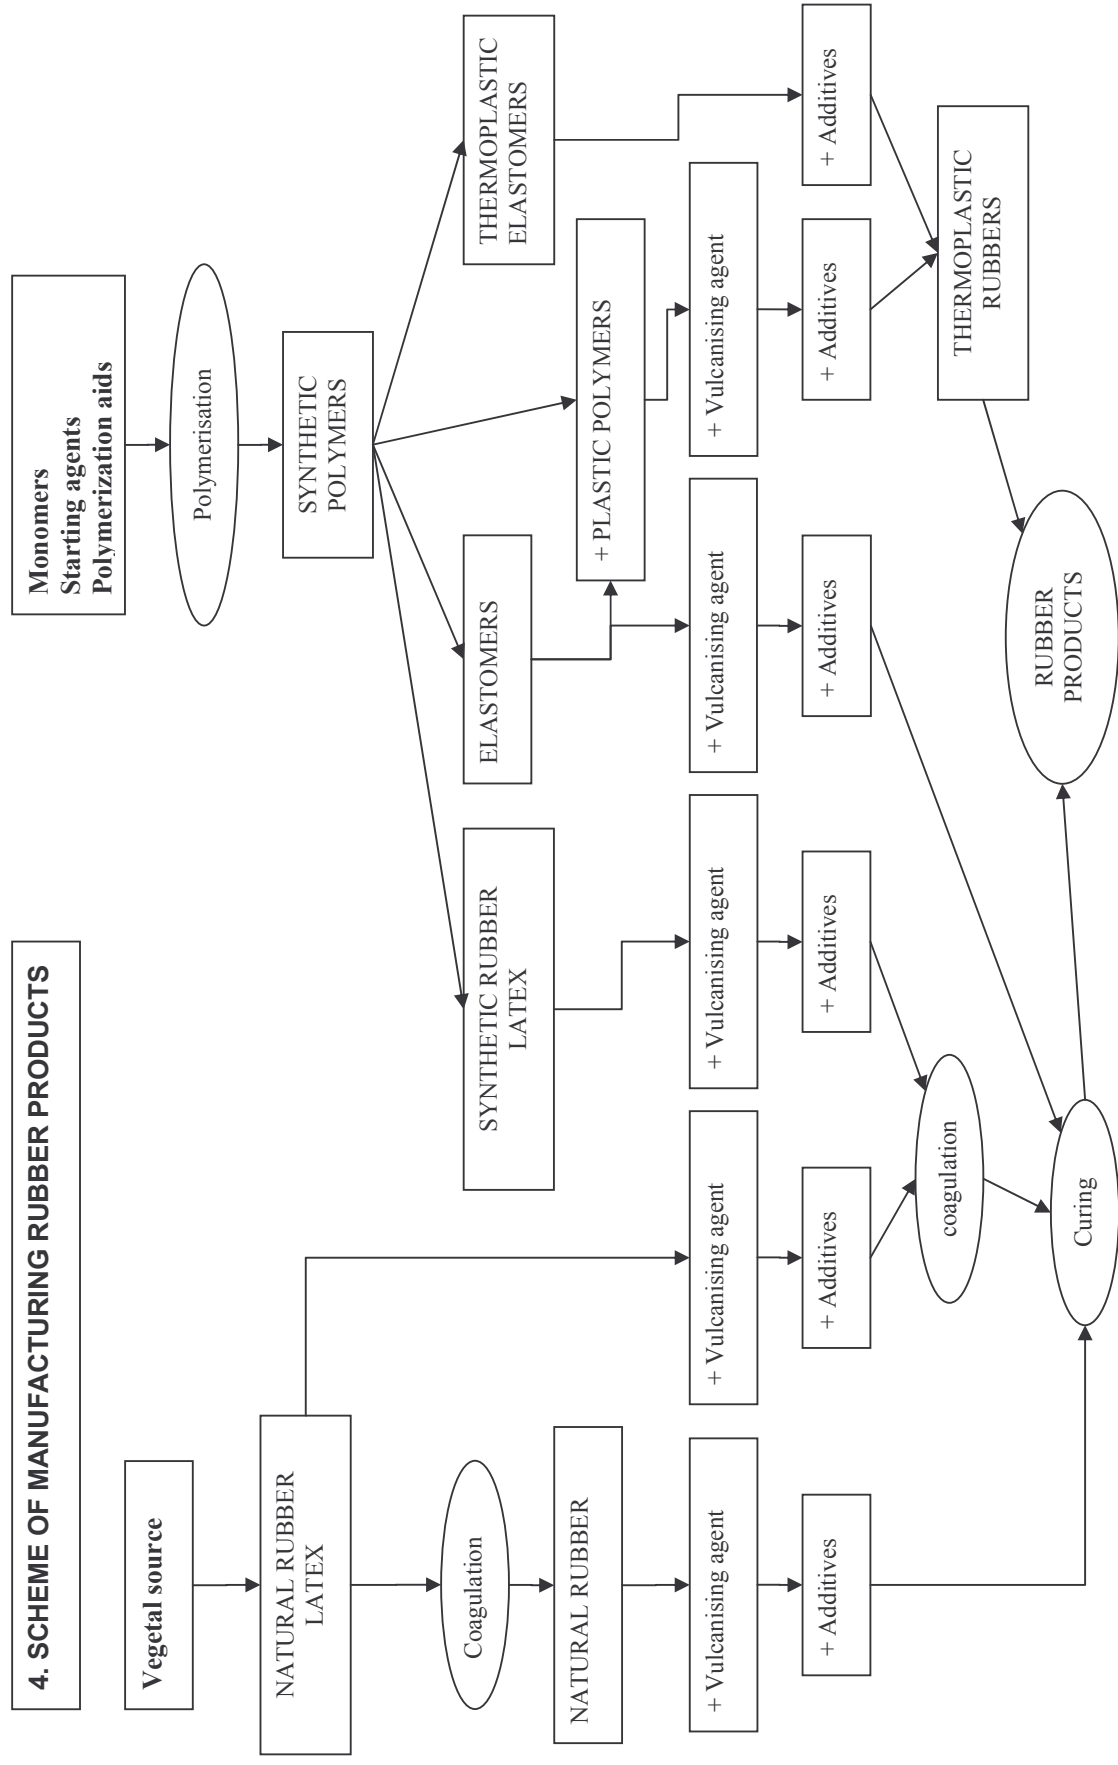 4. SCHEME OF MANUFACTURING RUBBER PRODUCTS
Monomers
Starting agents
Polymerization aids
Vegetal source
Polymerisation
NATURAL RUBBER
LATEX
SYNTHETIC
POLYMERS
Coagulation
SYNTHETIC RUBBER
LATEX
ELASTOMERS
THERMOPLASTIC
ELASTOMERS
NATURAL RUBBER
+ PLASTIC POLYMERS
+ Vulcanising agent
+ Vulcanising agent
+ Vulcanising agent
+ Vulcanising agent
+ Vulcanising agent
+ Additives
+ Additives
+ Additives
+ Additives
+ Additives
+ Additives
coagulation
THERMOPLASTIC
RUBBERS
Curing
RUBBER
PRODUCTS